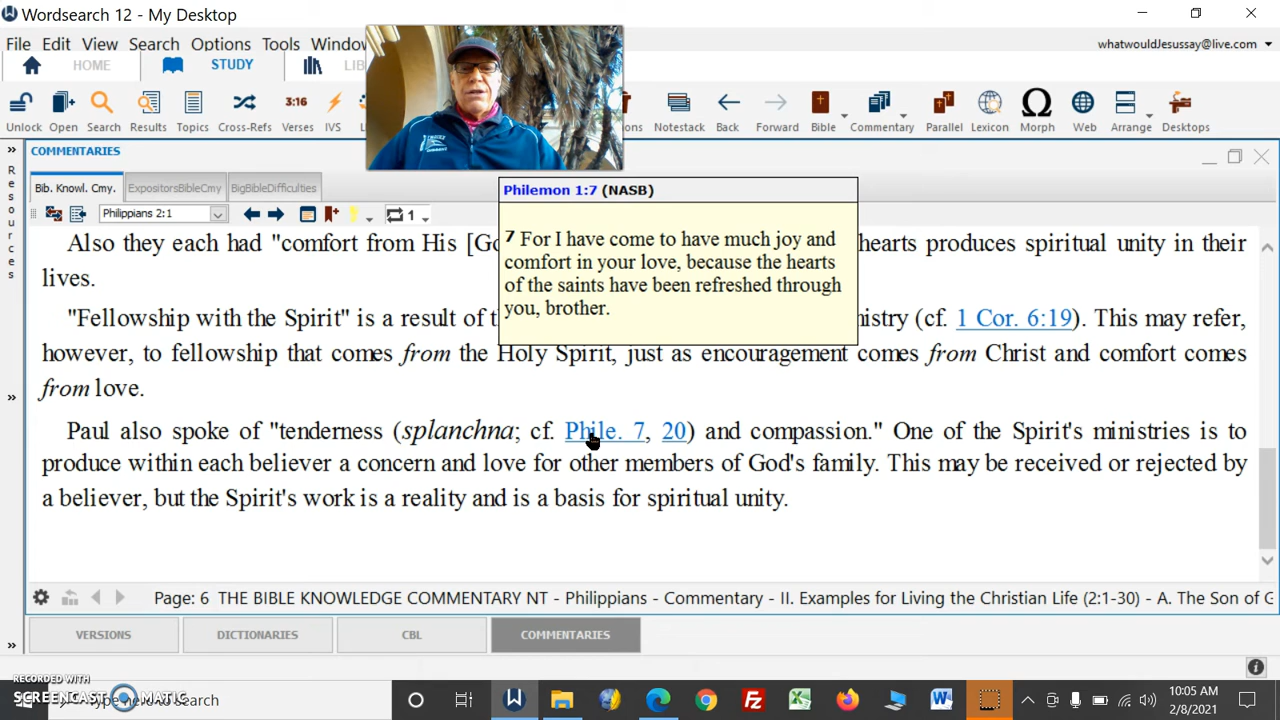 Wordsearch 12 - My Desktop
File Edit View Search Options Tools Window
whatwouldJesussay@live.com
HOME STUDY LIB
3:16
Unlock Open Search Results Topics Cross-Refs Verses IVS
Notestack Back Forward Bible Commentary Parallel Lexicon Morph Web Arrange Desktops
Resources
COMMENTARIES
Bib. Knowl. Cmy. ExpositorsBibleCmy BigBibleDifficulties
Philippians 2:1
1
Philemon 1:7 (NASB)
7 For I have come to have much joy and
comfort in your love, because the hearts
of the saints have been refreshed through
you, brother.
Also they each had "comfort from His [Go
hearts produces spiritual unity in their
lives.
"Fellowship with the Spirit" is a result of
nistry (cf. 1 Cor. 6:19). This may refer,
however, to fellowship that comes from the Holy Spirit, just as encouragement comes from Christ and comfort comes
from love.
Paul also spoke of "tenderness (splanchna; cf. Phile. 7, 20) and compassion." One of the Spirit's ministries is to
produce within each believer a concern and love for other members of God's family. This may be received or rejected by
a believer, but the Spirit's work is a reality and is a basis for spiritual unity.
Page: 6 THE BIBLE KNOWLEDGE COMMENTARY NT - Philippians - Commentary - II. Examples for Living the Christian Life (2:1-30) - A. The Son of G
VERSIONS DICTIONARIES CBL COMMENTARIES
RECORDED WITH
SCREENCAST MATIC
Type here to search
10:05 AM
2/8/2021